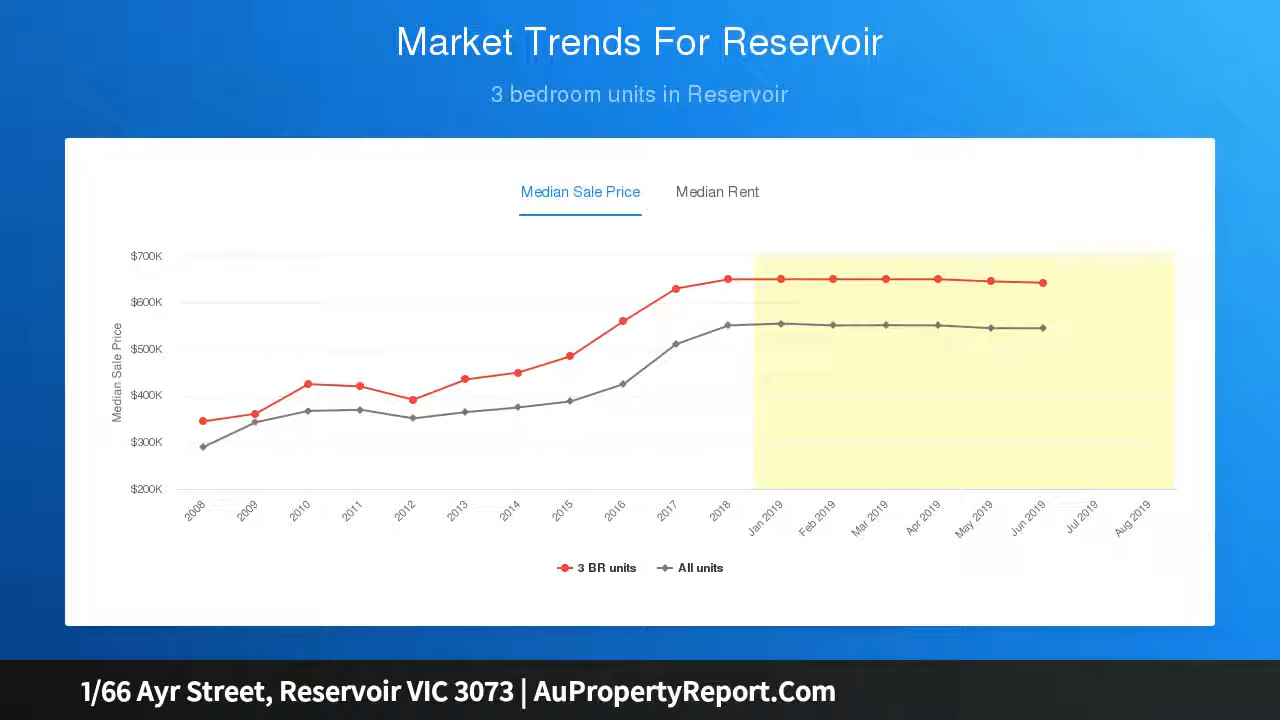 Market Trends For Reservoir
3 bedroom units in Reservoir
Median Sale Price Median Rent
$700K
$600K
$500K
$400K
$300K
$200K
Median Sale Price
2008 2009 2010 2011 2012 2013 2014 2015 2016 2017 2018 Jan 2019 Feb 2019 Mar 2019 Apr 2019 May 2019 Jun 2019 Jul 2019 Aug 2019
3 BR units All units
1/66 Ayr Street, Reservoir VIC 3073 | AuPropertyReport.Com